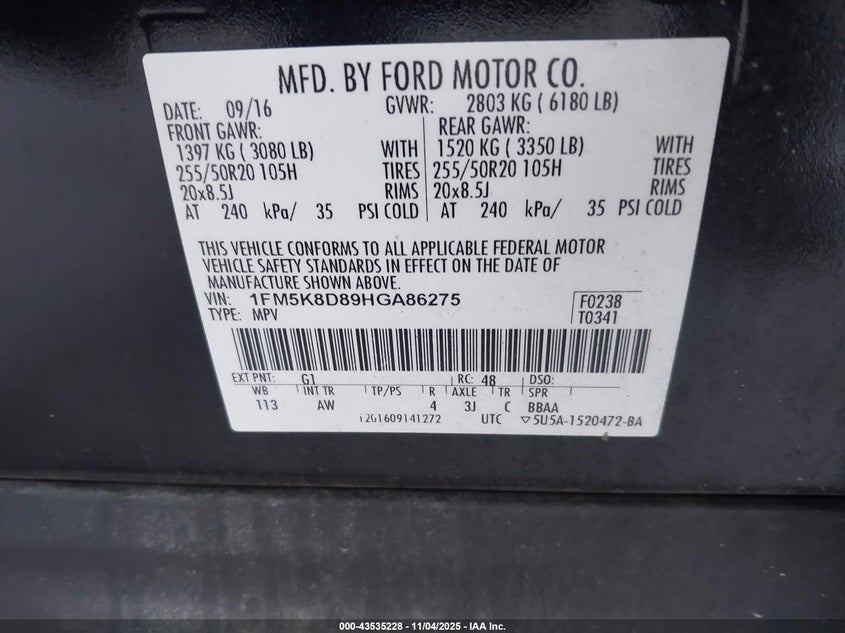 MFD. BY FORD MOTOR CO.
DATE: 09/16 GVWR: 2803 KG ( 6180 LB)
FRONT GAWR: REAR GAWR:
1397 KG ( 3080 LB) WITH 1520 KG ( 3350 LB) WITH
255/50R20 105H TIRES 255/50R20 105H TIRES
20x8.5J RIMS 20x8.5J RIMS
AT 240 kPa/ 35 PSI COLD AT 240 kPa/ 35 PSI COLD
THIS VEHICLE CONFORMS TO ALL APPLICABLE FEDERAL MOTOR
VEHICLE SAFETY STANDARDS IN EFFECT ON THE DATE OF
MANUFACTURE SHOWN ABOVE.
VIN: 1FM5K8D89HGA86275 F0238
TYPE: MPV T0341
EXT PNT: G1 RC: 48 DSO:
WB INT TR TP/PS R AXLE TR SPR
113 AW 4 3J C BBAA
12G1609141272 UTC ▽5U5A-1520472-BA
000-43535228 - 11/04/2025 - IAA Inc.